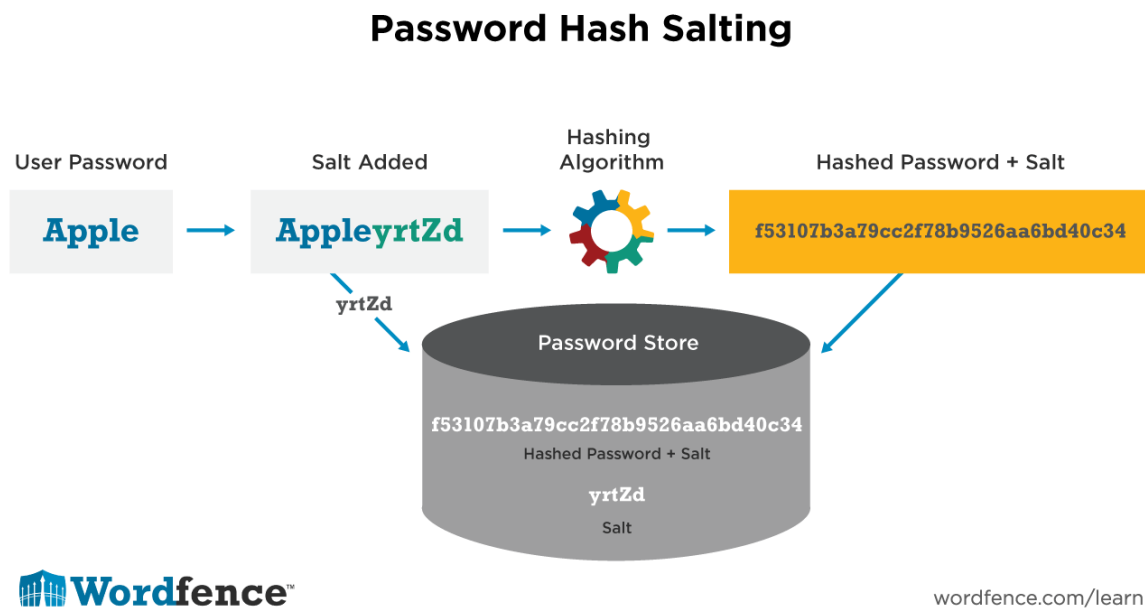 Password Hash Salting
User Password
Salt Added
Hashing
Algorithm
Hashed Password + Salt
Apple
AppleyrtZd
f53107b3a79cc2f78b9526aa6bd40c34
yrtZd
Password Store
f53107b3a79cc2f78b9526aa6bd40c34
Hashed Password + Salt
yrtZd
Salt
Wordfence™
wordfence.com/learn